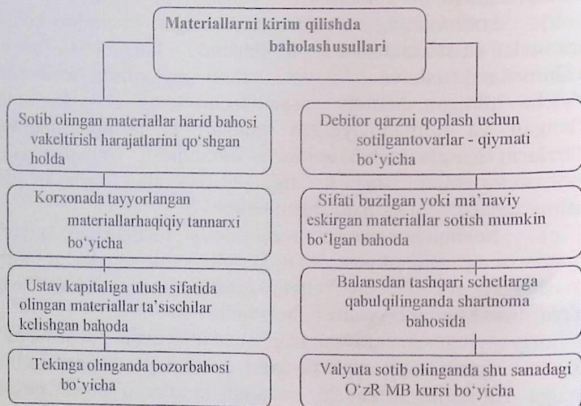 Materiallarni kirim qilishda
baholashusullari
Sotib olingan materiallar harid bahosi
vakeltirish harajatlarini qo‘shgan
holda
Korxonada tayyorlangan
materiallarhaqiqiy tannarxi
bo‘yicha
Ustav kapitaliga ulush sifatida
olingan materiallar ta’sischilar
kelishgan bahoda
Tekinga olinganda bozorbahosi
bo‘yicha
Debitor qarzni qoplash uchun
sotilgantovarlar - qiymati
bo‘yicha
Sifati buzilgan yoki ma’naviy
eskirgan materiallar sotish mumkin
bo‘lgan bahoda
Balansdan tashqari schetlarga
qabulqilinganda shartnoma
bahosida
Valyuta sotib olinganda shu sanadagi
O‘zR MB kursi bo‘yicha